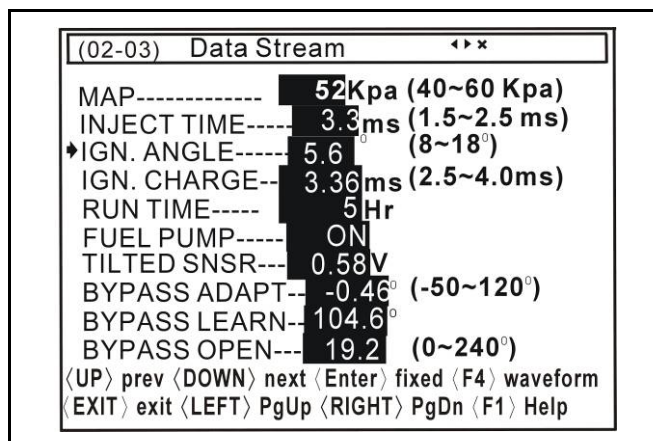 (02-03) Data Stream
MAP------------- 52Kpa (40~60 Kpa)
INJECT TIME----- 3.3ms (1.5~2.5 ms)
IGN. ANGLE----- 5.6° (8~18°)
IGN. CHARGE-- 3.36ms (2.5~4.0ms)
RUN TIME----- 5Hr
FUEL PUMP----- ON
TILTED SNSR--- 0.58V
BYPASS ADAPT-- -0.46° (-50~120°)
BYPASS LEARN-- 104.6°
BYPASS OPEN--- 19.2 (0~240°)
〈UP〉 prev 〈DOWN〉 next 〈Enter〉 fixed 〈F4〉 waveform
〈EXIT〉 exit 〈LEFT〉 PgUp 〈RIGHT〉 PgDn 〈F1〉 Help